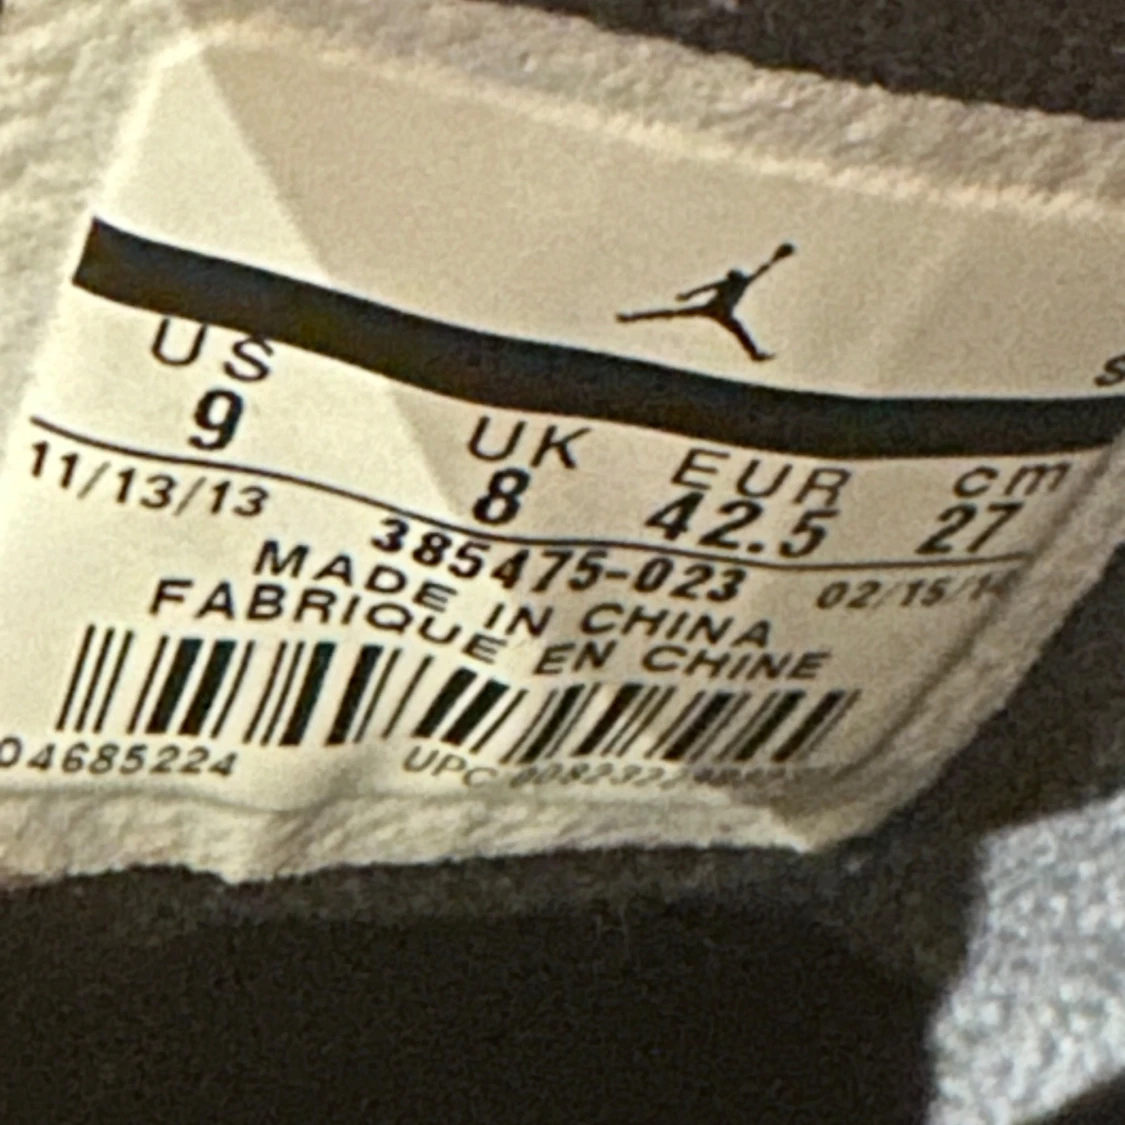 US UK EUR cm
9 8 42.5 27
11/13/13 385475-023
MADE IN CHINA
FABRIQUE EN CHINE
04685224 UPC